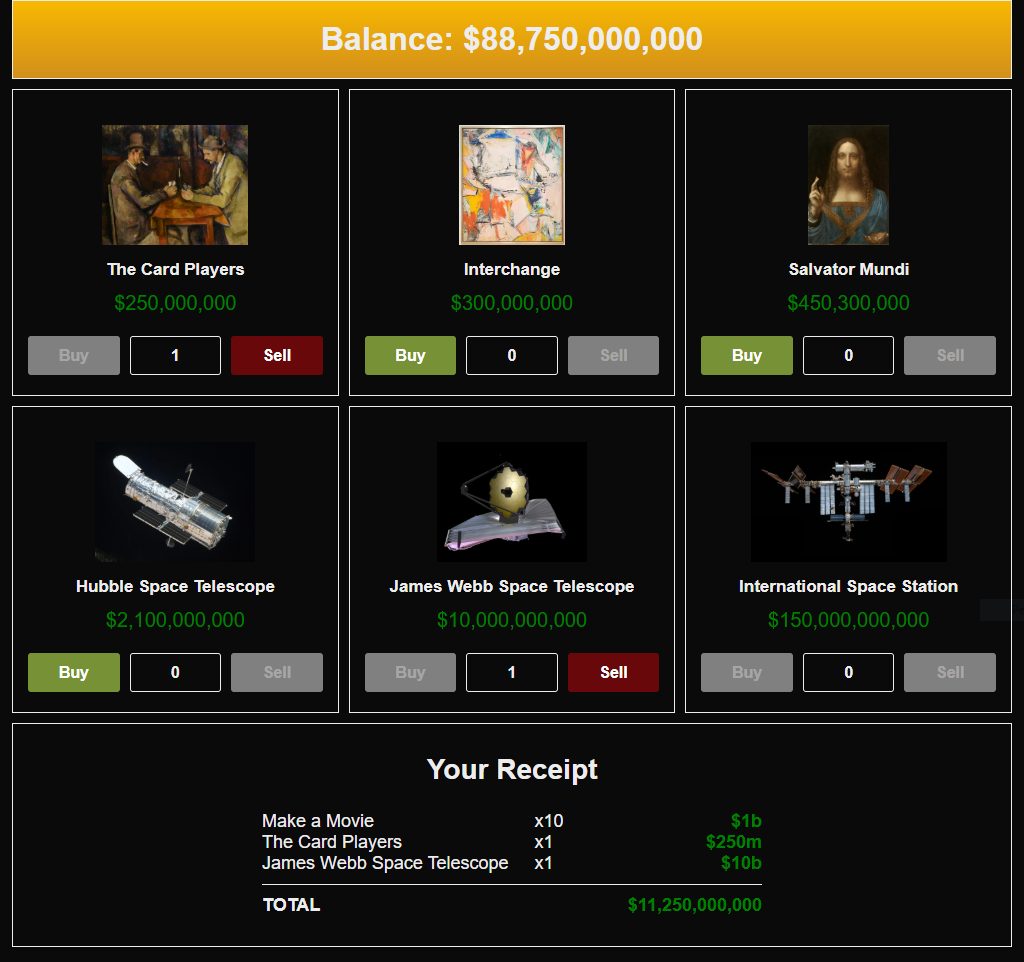 Balance: $88,750,000,000
The Card Players
$250,000,000
Buy 1 Sell
Interchange
$300,000,000
Buy 0 Sell
Salvator Mundi
$450,300,000
Buy 0 Sell
Hubble Space Telescope
$2,100,000,000
Buy 0 Sell
James Webb Space Telescope
$10,000,000,000
Buy 1 Sell
International Space Station
$150,000,000,000
Buy 0 Sell
Your Receipt
Make a Movie x10 $1b
The Card Players x1 $250m
James Webb Space Telescope x1 $10b
TOTAL $11,250,000,000